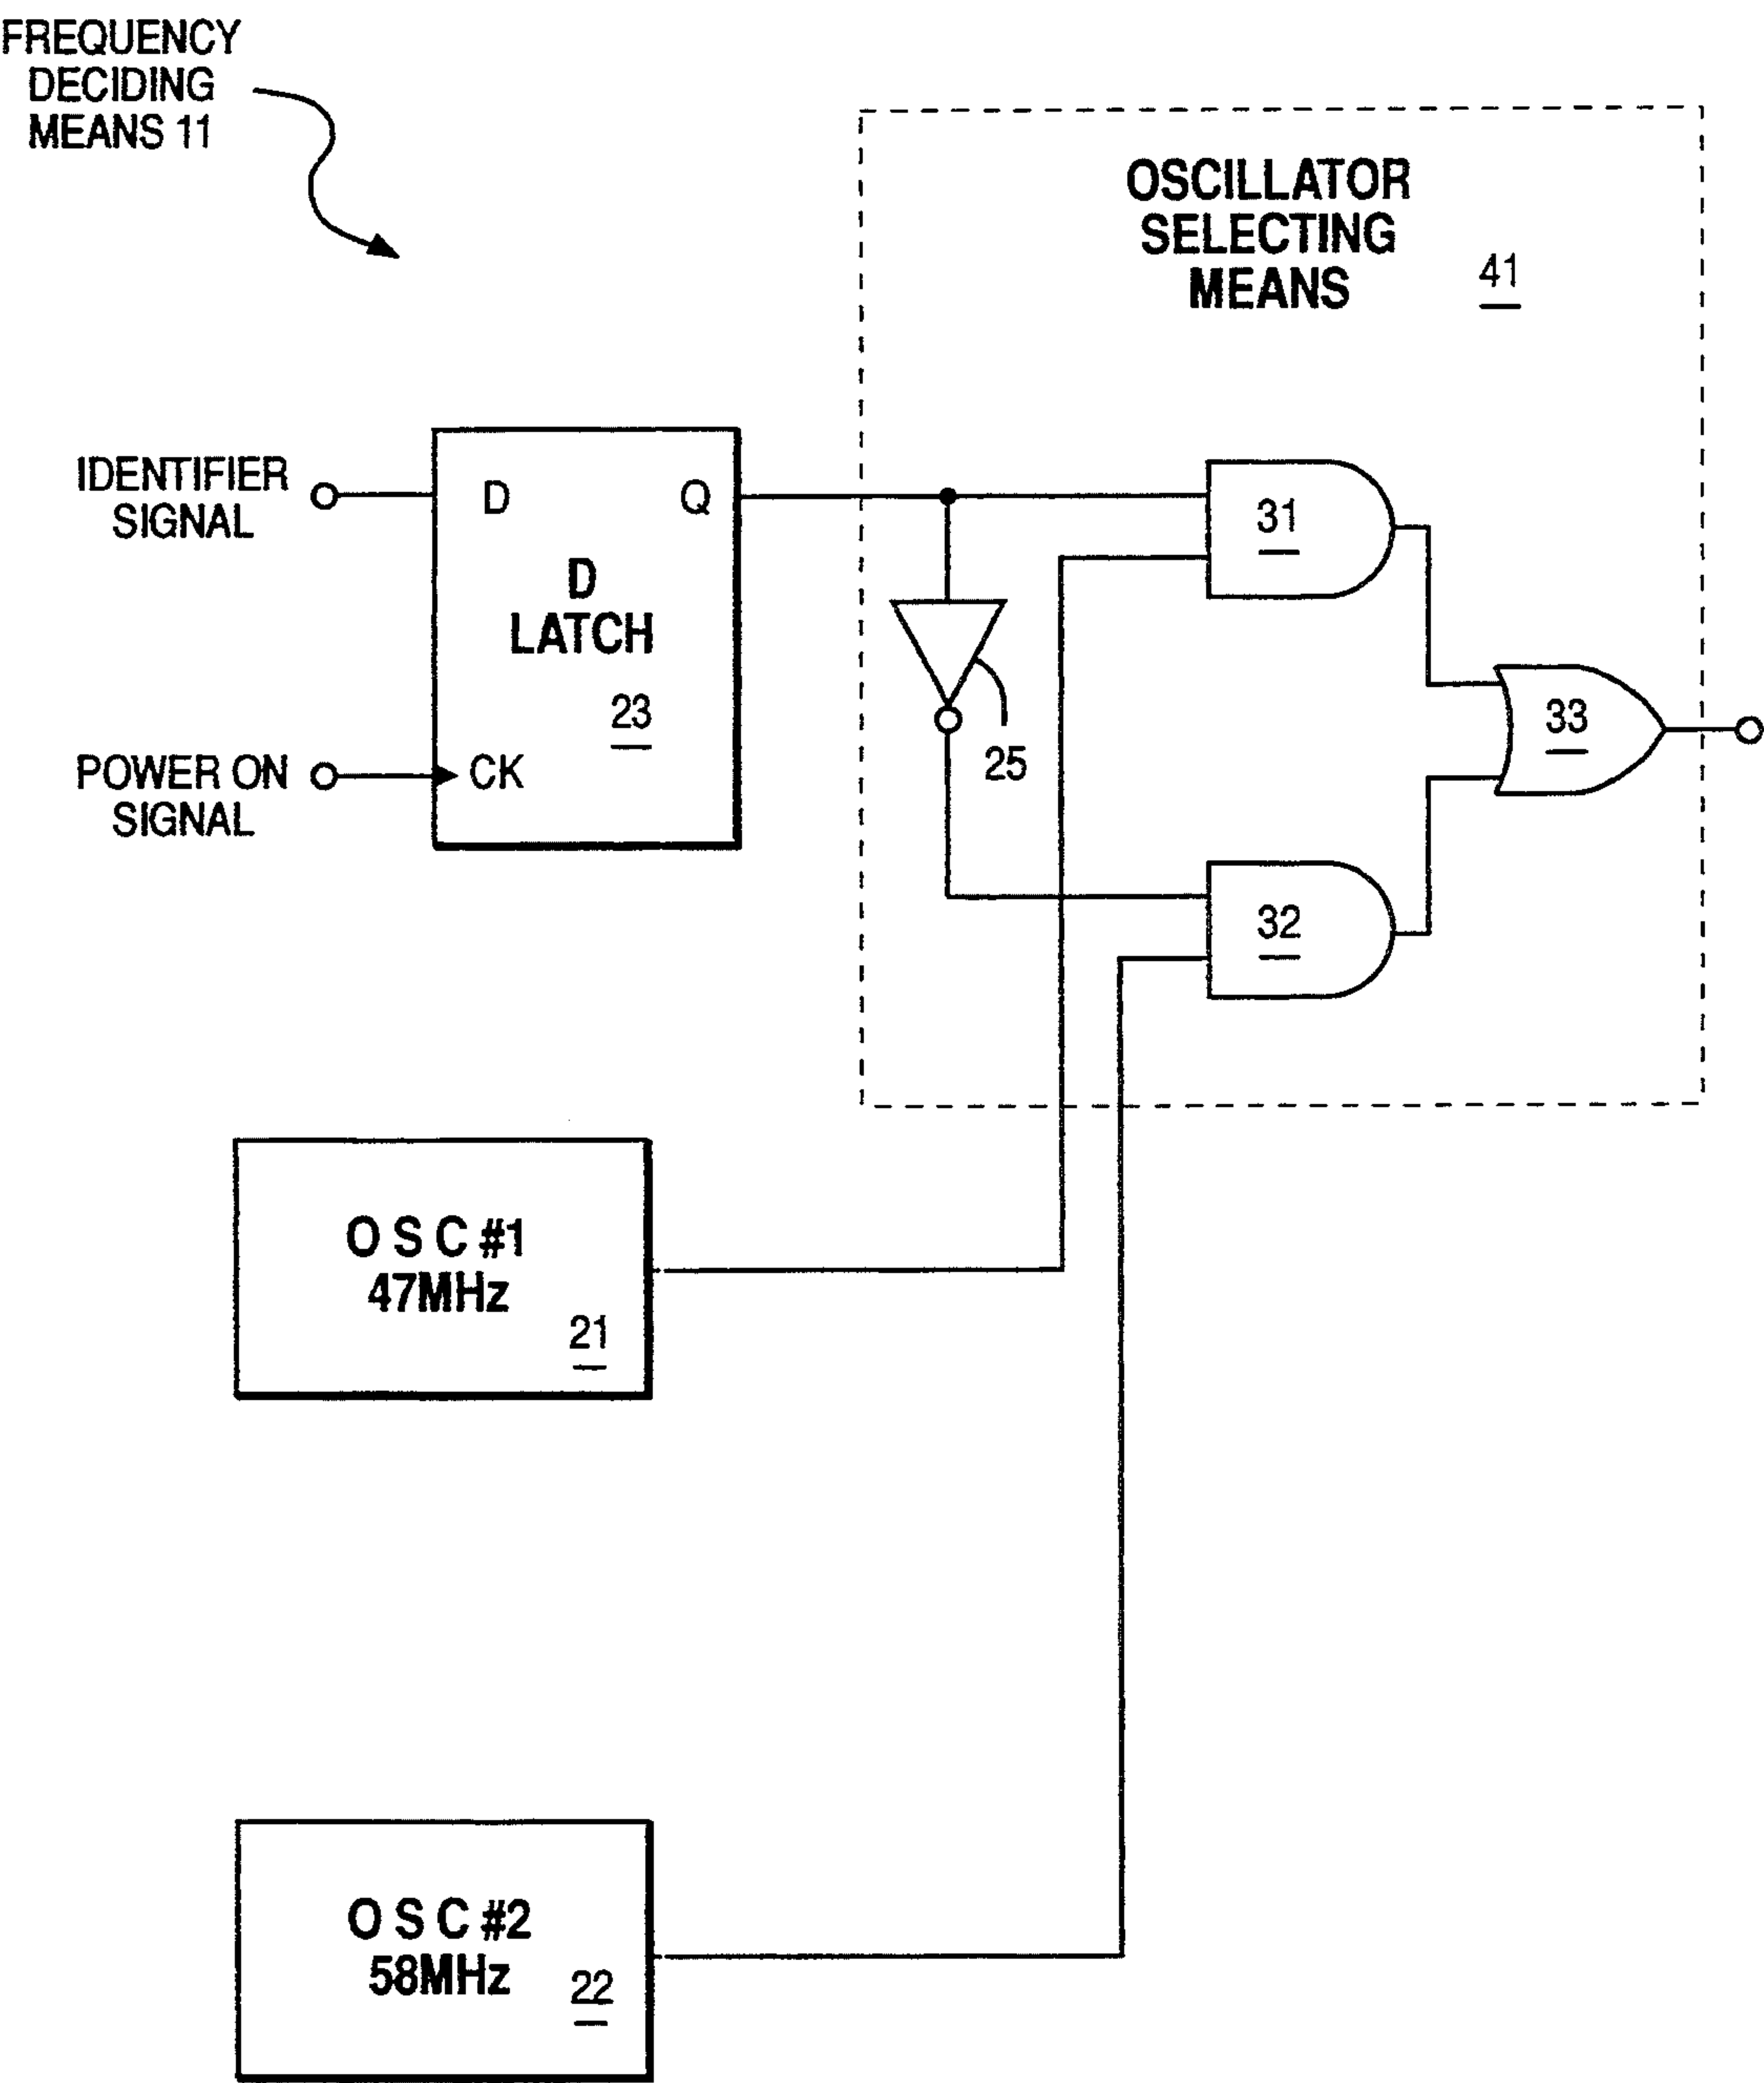 FREQUENCY
DECIDING
MEANS 11
OSCILLATOR
SELECTING
MEANS
41
IDENTIFIER
SIGNAL
D
Q
D
LATCH
23
POWER ON
SIGNAL
CK
25
31
32
33
O S C #1
47MHz
21
O S C #2
58MHz
22